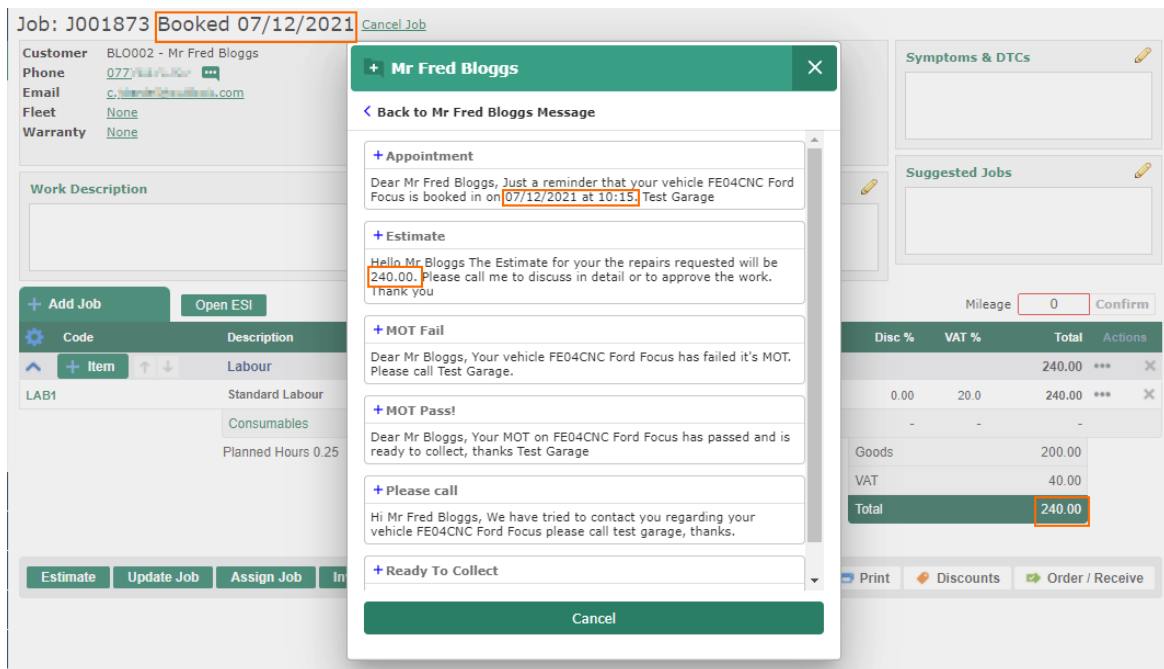 Job: J001873 Booked 07/12/2021 Cancel Job
Customer BLO002 - Mr Fred Bloggs
Phone 077
Email c. .com
Fleet None
Warranty None
Work Description
Symptoms & DTCs
Suggested Jobs
Mr Fred Bloggs
Back to Mr Fred Bloggs Message
+Appointment
Dear Mr Fred Bloggs, Just a reminder that your vehicle FE04CNC Ford
Focus is booked in on 07/12/2021 at 10:15. Test Garage
+Estimate
Hello Mr Bloggs The Estimate for your the repairs requested will be
240.00. Please call me to discuss in detail or to approve the work.
Thank you
+MOT Fail
Dear Mr Bloggs, Your vehicle FE04CNC Ford Focus has failed it's MOT.
Please call Test Garage.
+MOT Pass!
Dear Mr Bloggs, Your MOT on FE04CNC Ford Focus has passed and is
ready to collect, thanks Test Garage
+Please call
Hi Mr Fred Bloggs, We have tried to contact you regarding your
vehicle FE04CNC Ford Focus please call test garage, thanks.
+Ready To Collect
Cancel
+ Add Job Open ESI Mileage 0 Confirm
Code Description Disc % VAT % Total Actions
+ Item Labour 240.00
LAB1 Standard Labour 0.00 20.0 240.00
Consumables - - -
Planned Hours 0.25
Goods 200.00
VAT 40.00
Total 240.00
Estimate Update Job Assign Job Print Discounts Order / Receive